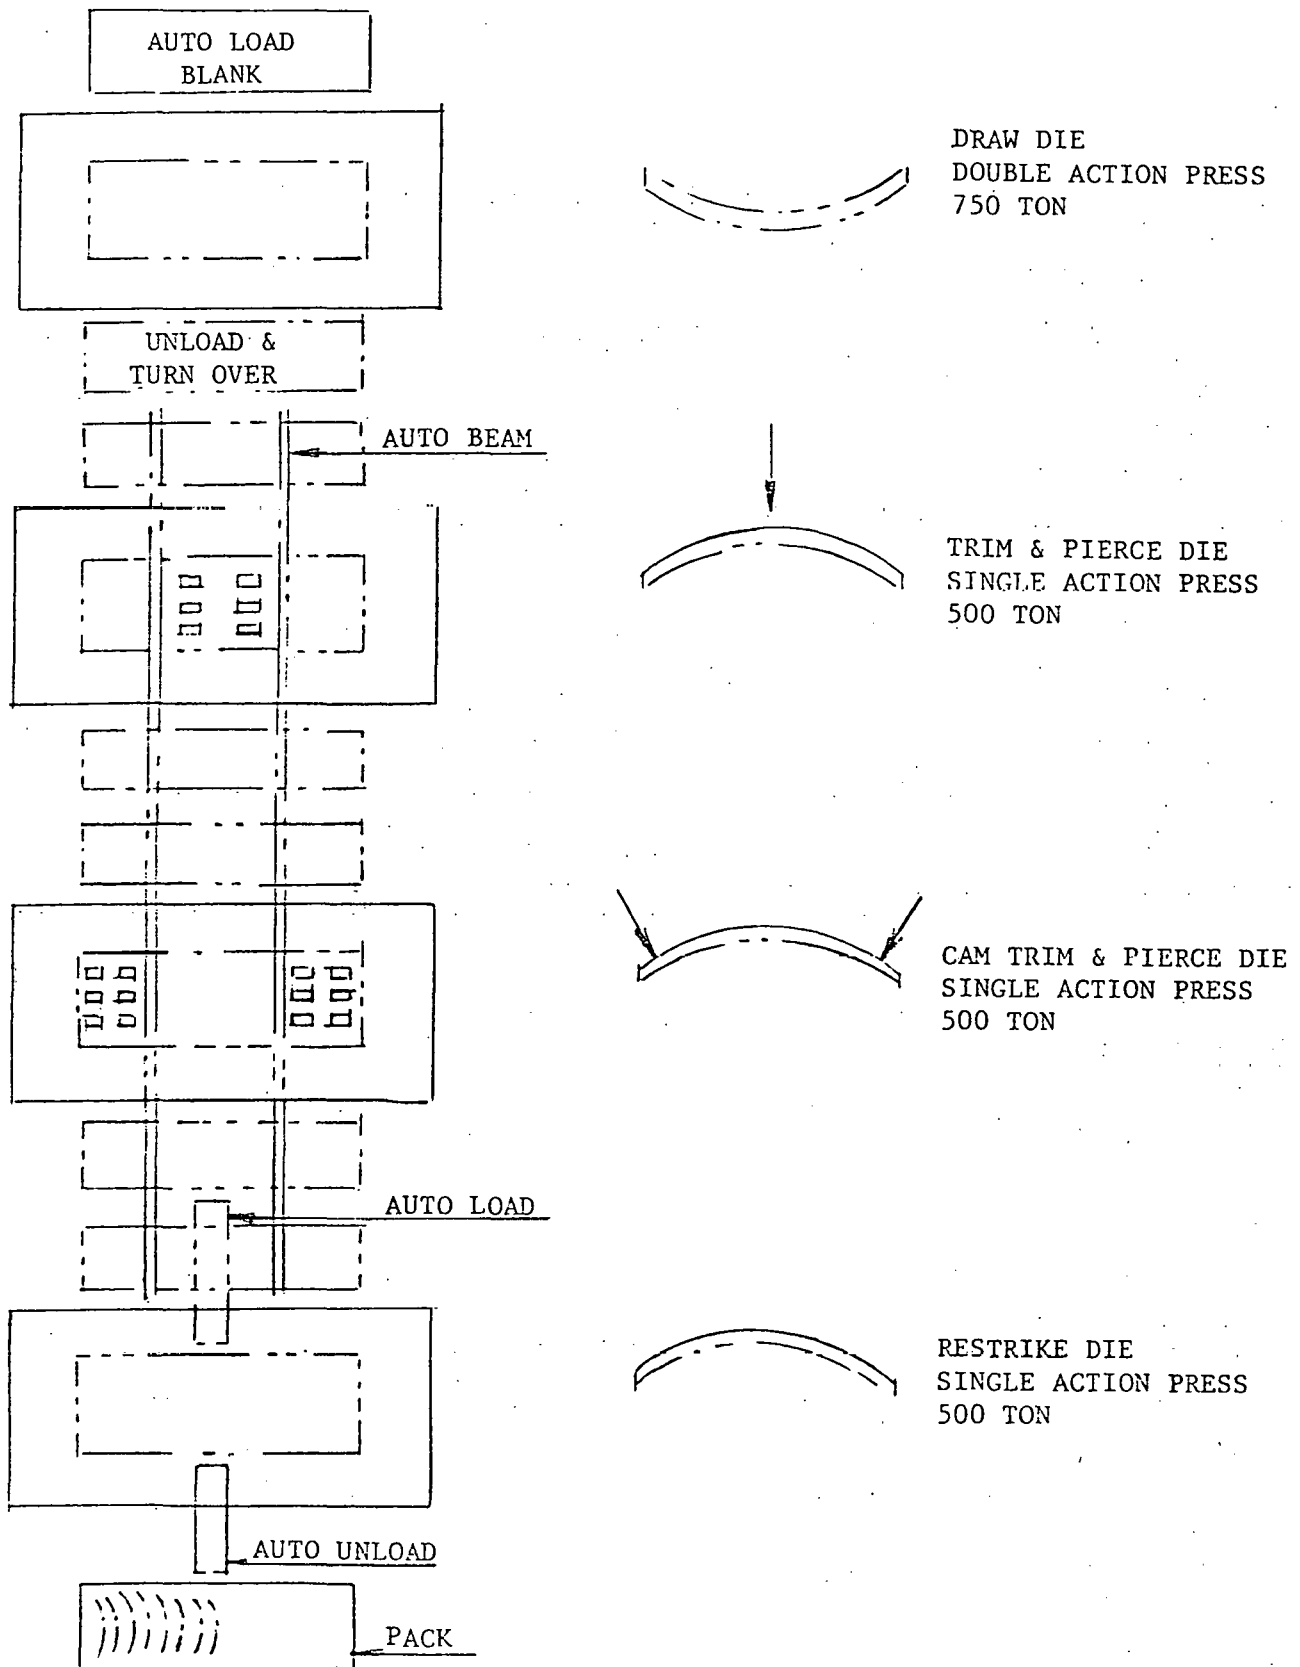 AUTO LOAD
BLANK
DRAW DIE
DOUBLE ACTION PRESS
750 TON
UNLOAD &
TURN OVER
AUTO BEAM
TRIM & PIERCE DIE
SINGLE ACTION PRESS
500 TON
CAM TRIM & PIERCE DIE
SINGLE ACTION PRESS
500 TON
AUTO LOAD
RESTRIKE DIE
SINGLE ACTION PRESS
500 TON
AUTO UNLOAD
PACK